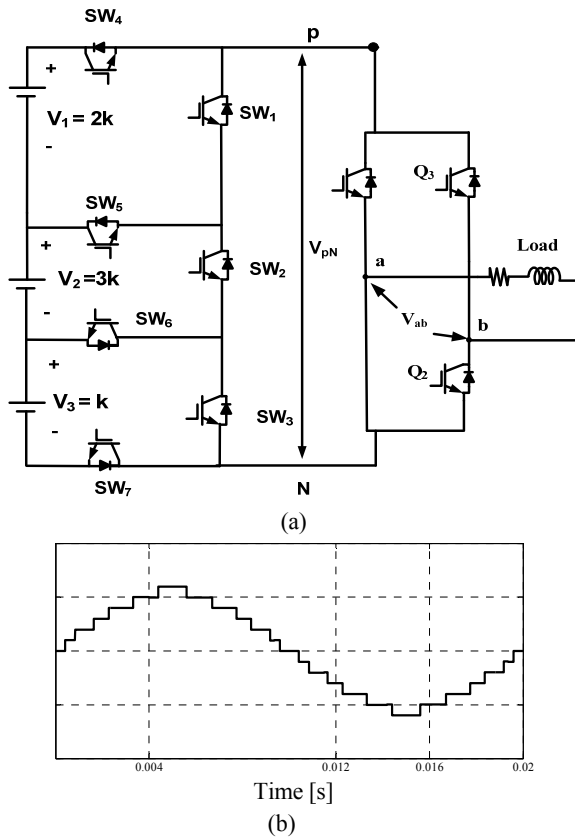 SW₄
p
+
V₁ = 2k
-
SW₁
SW₅
Q₃
+
V₂ = 3k
-
SW₂
VpN
a
Load
SW₆
Vab
b
+
V₃ = k
-
Q₂
SW₃
SW₇
N
(a)
0.004
0.012
0.016
0.02
Time [s]
(b)